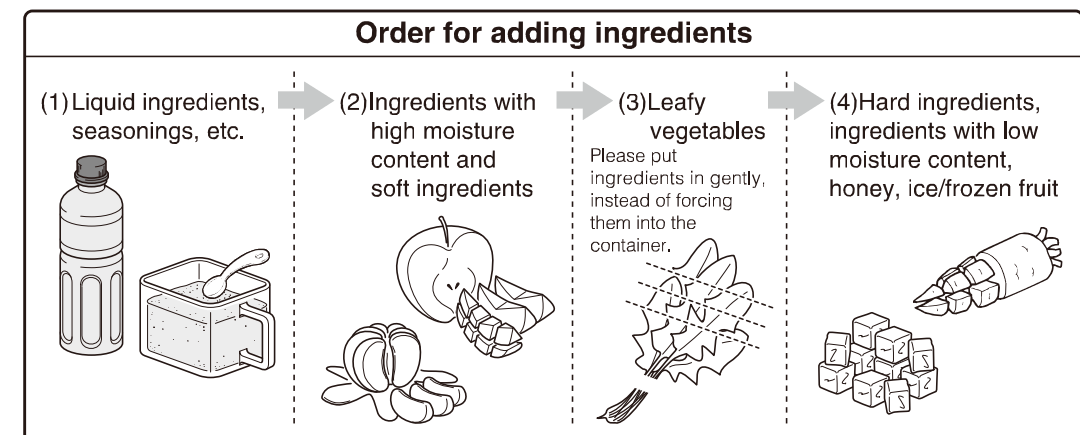 Order for adding ingredients
(1)Liquid ingredients,
seasonings, etc.
(2)Ingredients with
high moisture
content and
soft ingredients
(3)Leafy
vegetables
Please put
ingredients in gently,
instead of forcing
them into the
container.
(4)Hard ingredients,
ingredients with low
moisture content,
honey, ice/frozen fruit